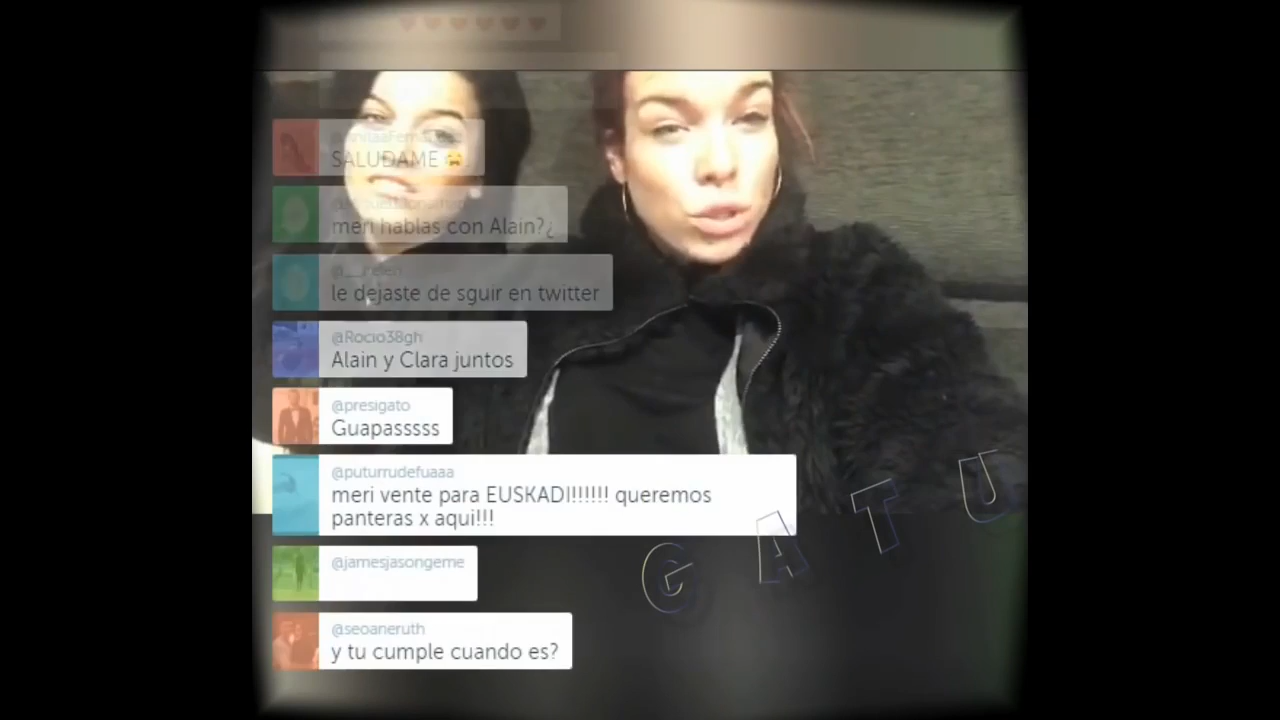 SALUDAME
meri hablas con Alain?¿
le dejaste de sguir en twitter
@Rocio38gh
Alain y Clara juntos
@presigato
Guapasssss
@puturrudefuaaa
meri vente para EUSKADI!!!!!!! queremos
panteras x aqui!!!
@jamesjasongeme
@seoaneruth
y tu cumple cuando es?
G A T U